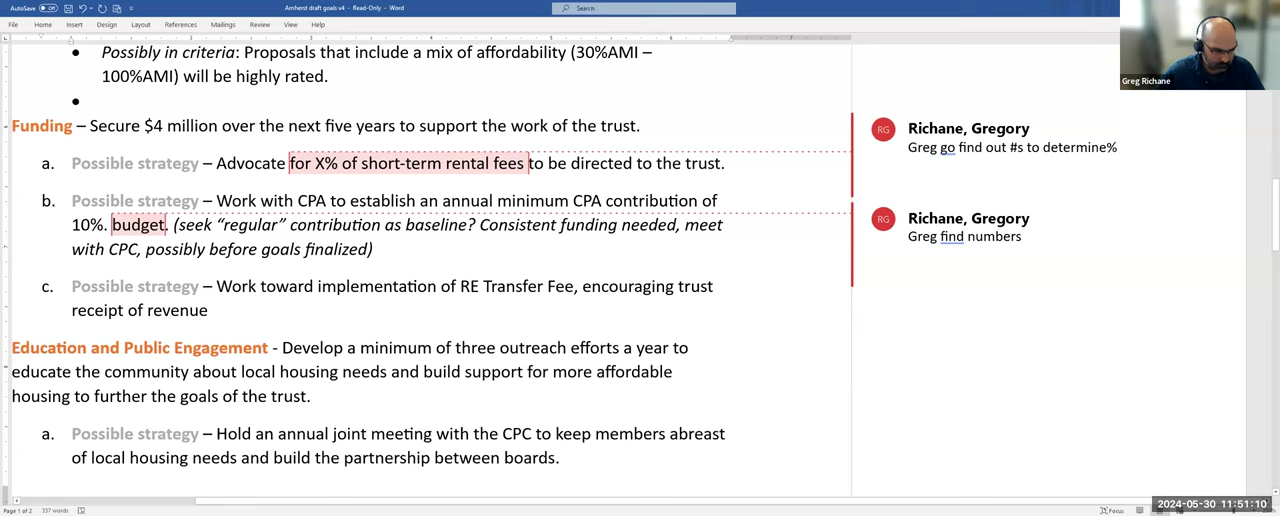 AutoSave Off
Amherst draft goals v4 - Read-Only - Word
Search
File Home Insert Draw Design Layout References Mailings Review View Help
• Possibly in criteria: Proposals that include a mix of affordability (30%AMI –
100%AMI) will be highly rated.
•
Funding – Secure $4 million over the next five years to support the work of the trust.
a. Possible strategy – Advocate for X% of short-term rental fees to be directed to the trust.
b. Possible strategy – Work with CPA to establish an annual minimum CPA contribution of
10%. budget. (seek “regular” contribution as baseline? Consistent funding needed, meet
with CPC, possibly before goals finalized)
c. Possible strategy – Work toward implementation of RE Transfer Fee, encouraging trust
receipt of revenue
Education and Public Engagement - Develop a minimum of three outreach efforts a year to
educate the community about local housing needs and build support for more affordable
housing to further the goals of the trust.
a. Possible strategy – Hold an annual joint meeting with the CPC to keep members abreast
of local housing needs and build the partnership between boards.
RG Richane, Gregory
Greg go find out #s to determine%
RG Richane, Gregory
Greg find numbers
Greg Richane
Page 1 of 2 337 words
Focus
2024-05-30 11:51:10